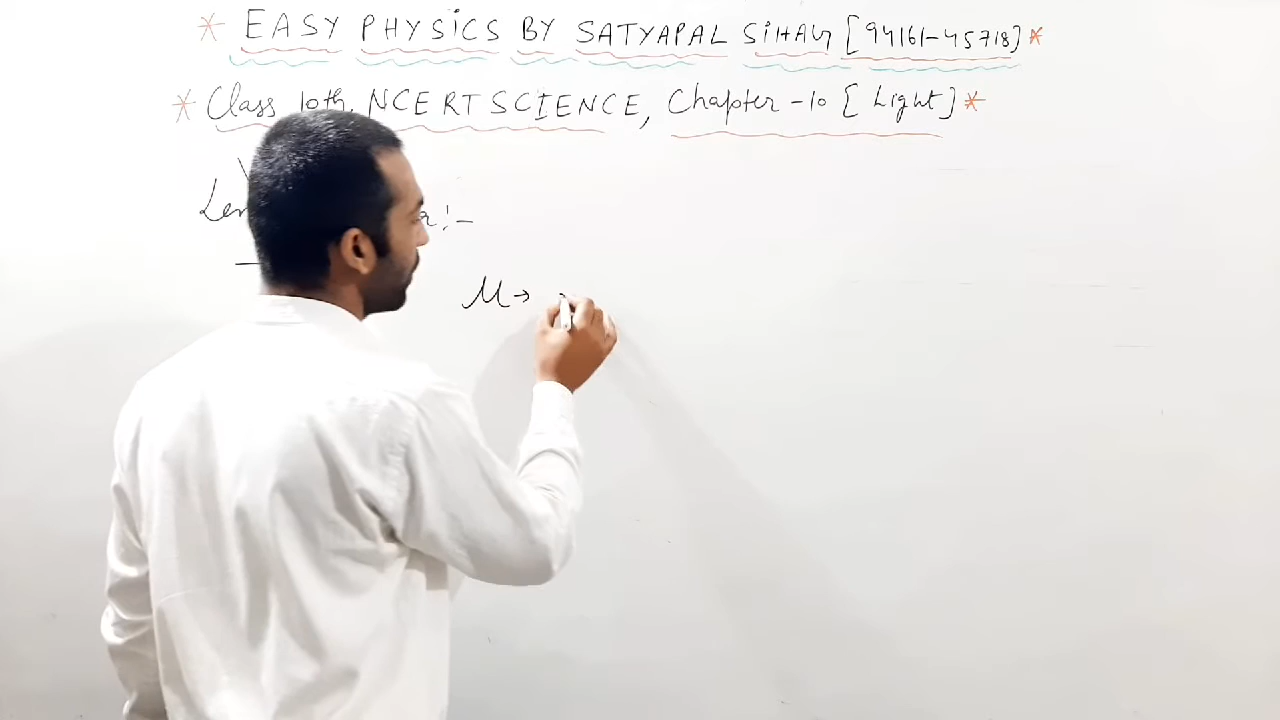 * EASY PHYSICS BY SATYAPAL SIHAG [94161-45718] *
* Class 10th, NCERT SCIENCE, Chapter -10 [ Light ] *
:-
M →